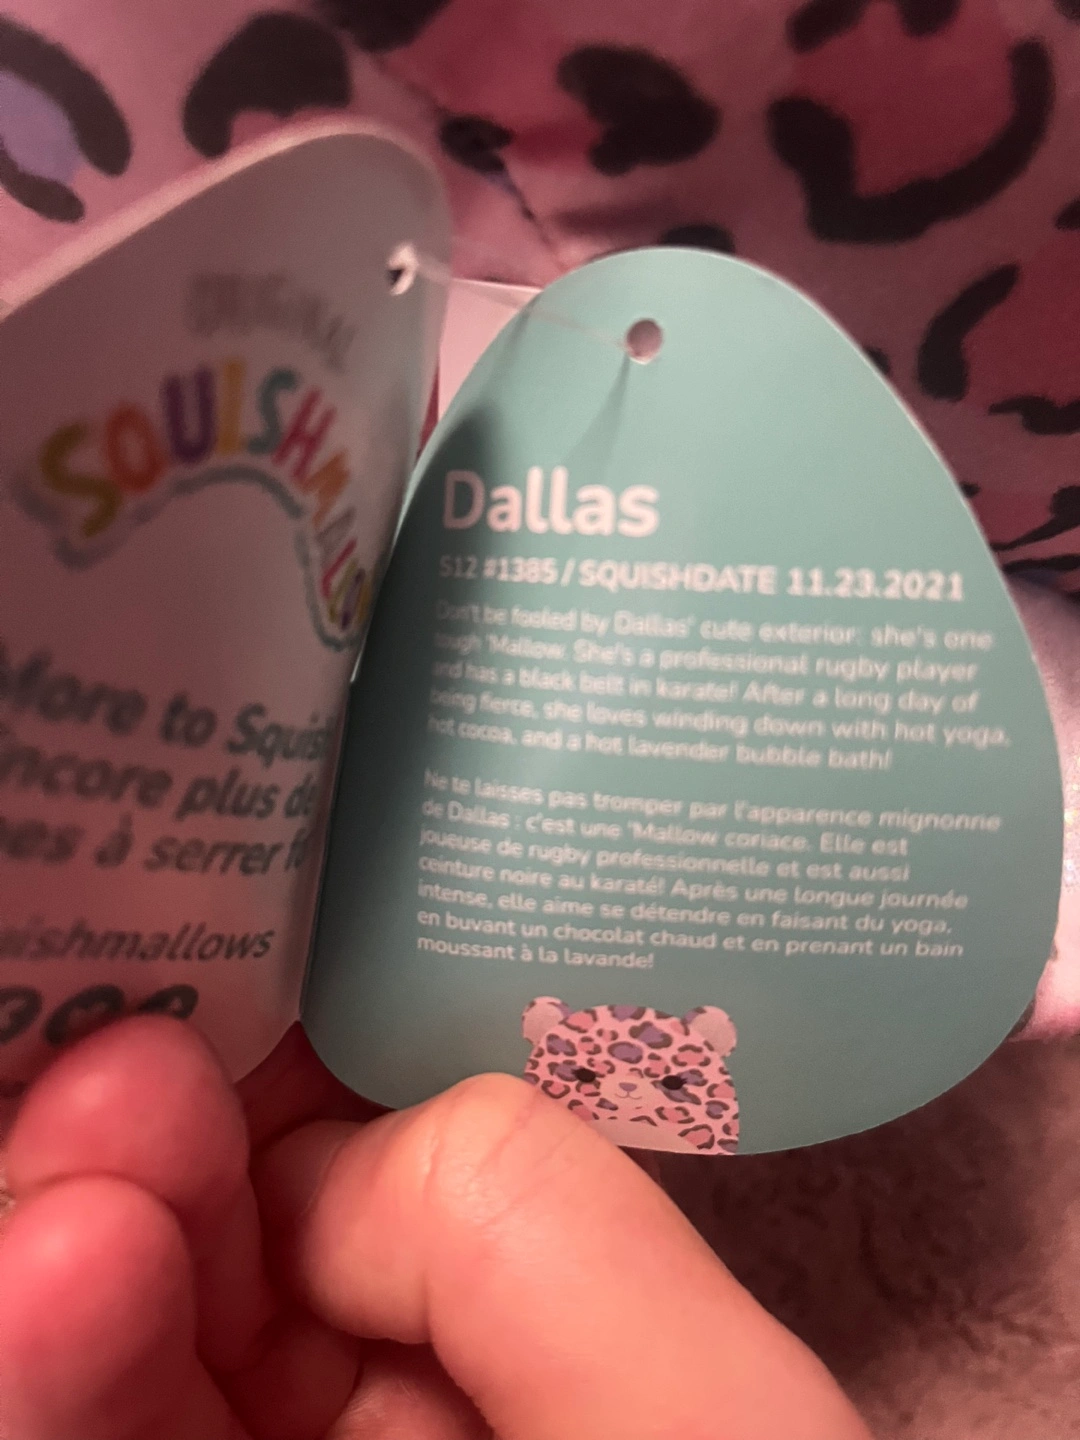 ORIGINAL
SQUISHMALLO
More to Squish
Encore plus de
à serrer
uishmallows
Dallas
S12 #1385 / SQUISHDATE 11.23.2021
Don't be fooled by Dallas' cute exterior: she's one
tough 'Mallow. She's a professional rugby player
and has a black belt in karate! After a long day of
being fierce, she loves winding down with hot yoga,
hot cocoa, and a hot lavender bubble bath!
Ne te laisses pas tromper par l'apparence mignonne
de Dallas : c'est une 'Mallow coriace. Elle est
joueuse de rugby professionnelle et est aussi
ceinture noire au karaté! Après une longue journée
intense, elle aime se détendre en faisant du yoga,
en buvant un chocolat chaud et en prenant un bain
moussant à la lavande!